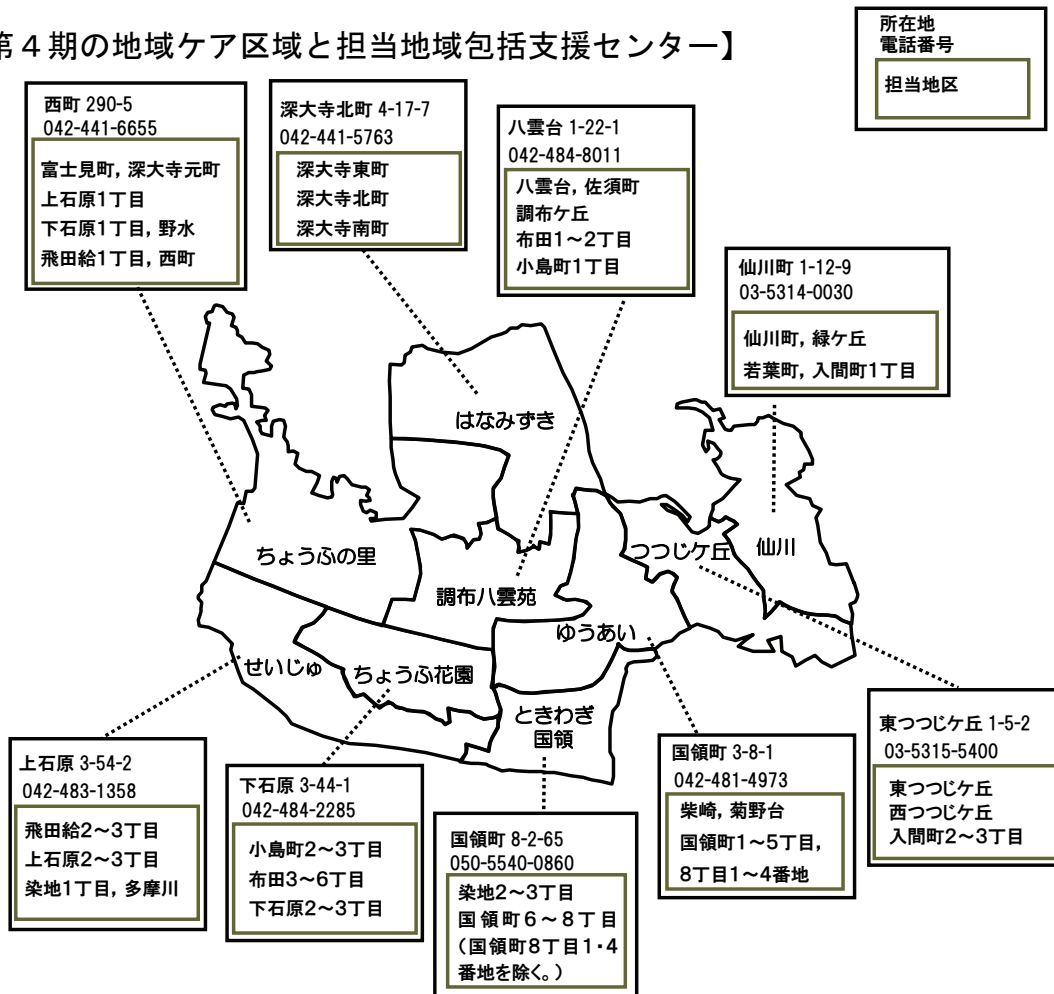 第４期の地域ケア区域と担当地域包括支援センター】
所在地
電話番号
担当地区
西町 290-5
042-441-6655
富士見町, 深大寺元町
上石原1丁目
下石原1丁目, 野水
飛田給1丁目, 西町
深大寺北町 4-17-7
042-441-5763
深大寺東町
深大寺北町
深大寺南町
八雲台 1-22-1
042-484-8011
八雲台, 佐須町
調布ケ丘
布田1～2丁目
小島町1丁目
仙川町 1-12-9
03-5314-0030
仙川町, 緑ケ丘
若葉町, 入間町1丁目
はなみずき
ちょうふの里
調布八雲苑
つつじケ丘
仙川
ゆうあい
せいじゅ
ちょうふ花園
ときわぎ
国領
上石原 3-54-2
042-483-1358
飛田給2～3丁目
上石原2～3丁目
染地1丁目, 多摩川
下石原 3-44-1
042-484-2285
小島町2～3丁目
布田3～6丁目
下石原2～3丁目
国領町 8-2-65
050-5540-0860
染地2～3丁目
国領町６～８丁目
（国領町8丁目1・4
番地を除く。）
国領町 3-8-1
042-481-4973
柴崎, 菊野台
国領町1～5丁目,
8丁目1～4番地
東つつじケ丘 1-5-2
03-5315-5400
東つつじケ丘
西つつじケ丘
入間町2～3丁目